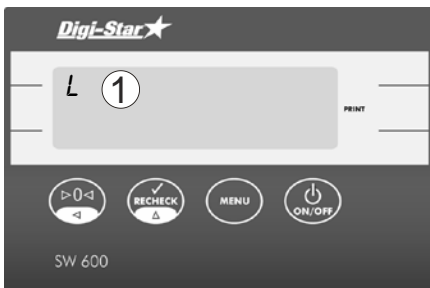 Digi-Star
L 1
PRINT
▷0◁ RECHECK MENU ON/OFF
SW 600